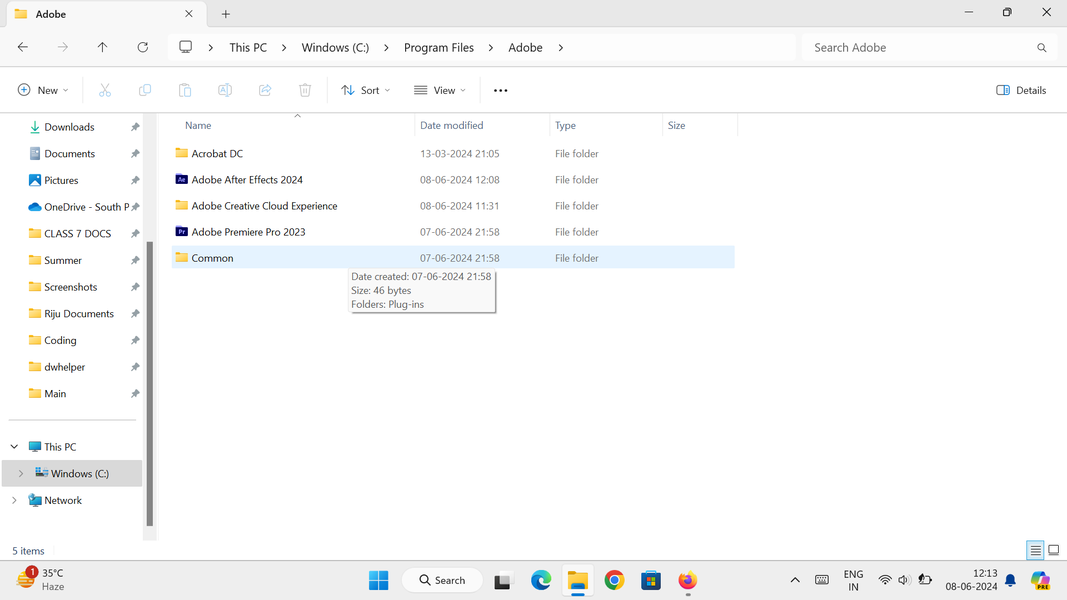 Adobe
This PC > Windows (C:) > Program Files > Adobe >
Search Adobe
New
Sort
View
Details
Downloads
Documents
Pictures
OneDrive - South P
CLASS 7 DOCS
Summer
Screenshots
Riju Documents
Coding
dwhelper
Main
This PC
Windows (C:)
Network
Name Date modified Type Size
Acrobat DC 13-03-2024 21:05 File folder
Ae Adobe After Effects 2024 08-06-2024 12:08 File folder
Adobe Creative Cloud Experience 08-06-2024 11:31 File folder
Pr Adobe Premiere Pro 2023 07-06-2024 21:58 File folder
Common 07-06-2024 21:58 File folder
Date created: 07-06-2024 21:58
Size: 46 bytes
Folders: Plug-ins
5 items
1
35°C
Haze
Search
ENG
IN
12:13
08-06-2024
PRE